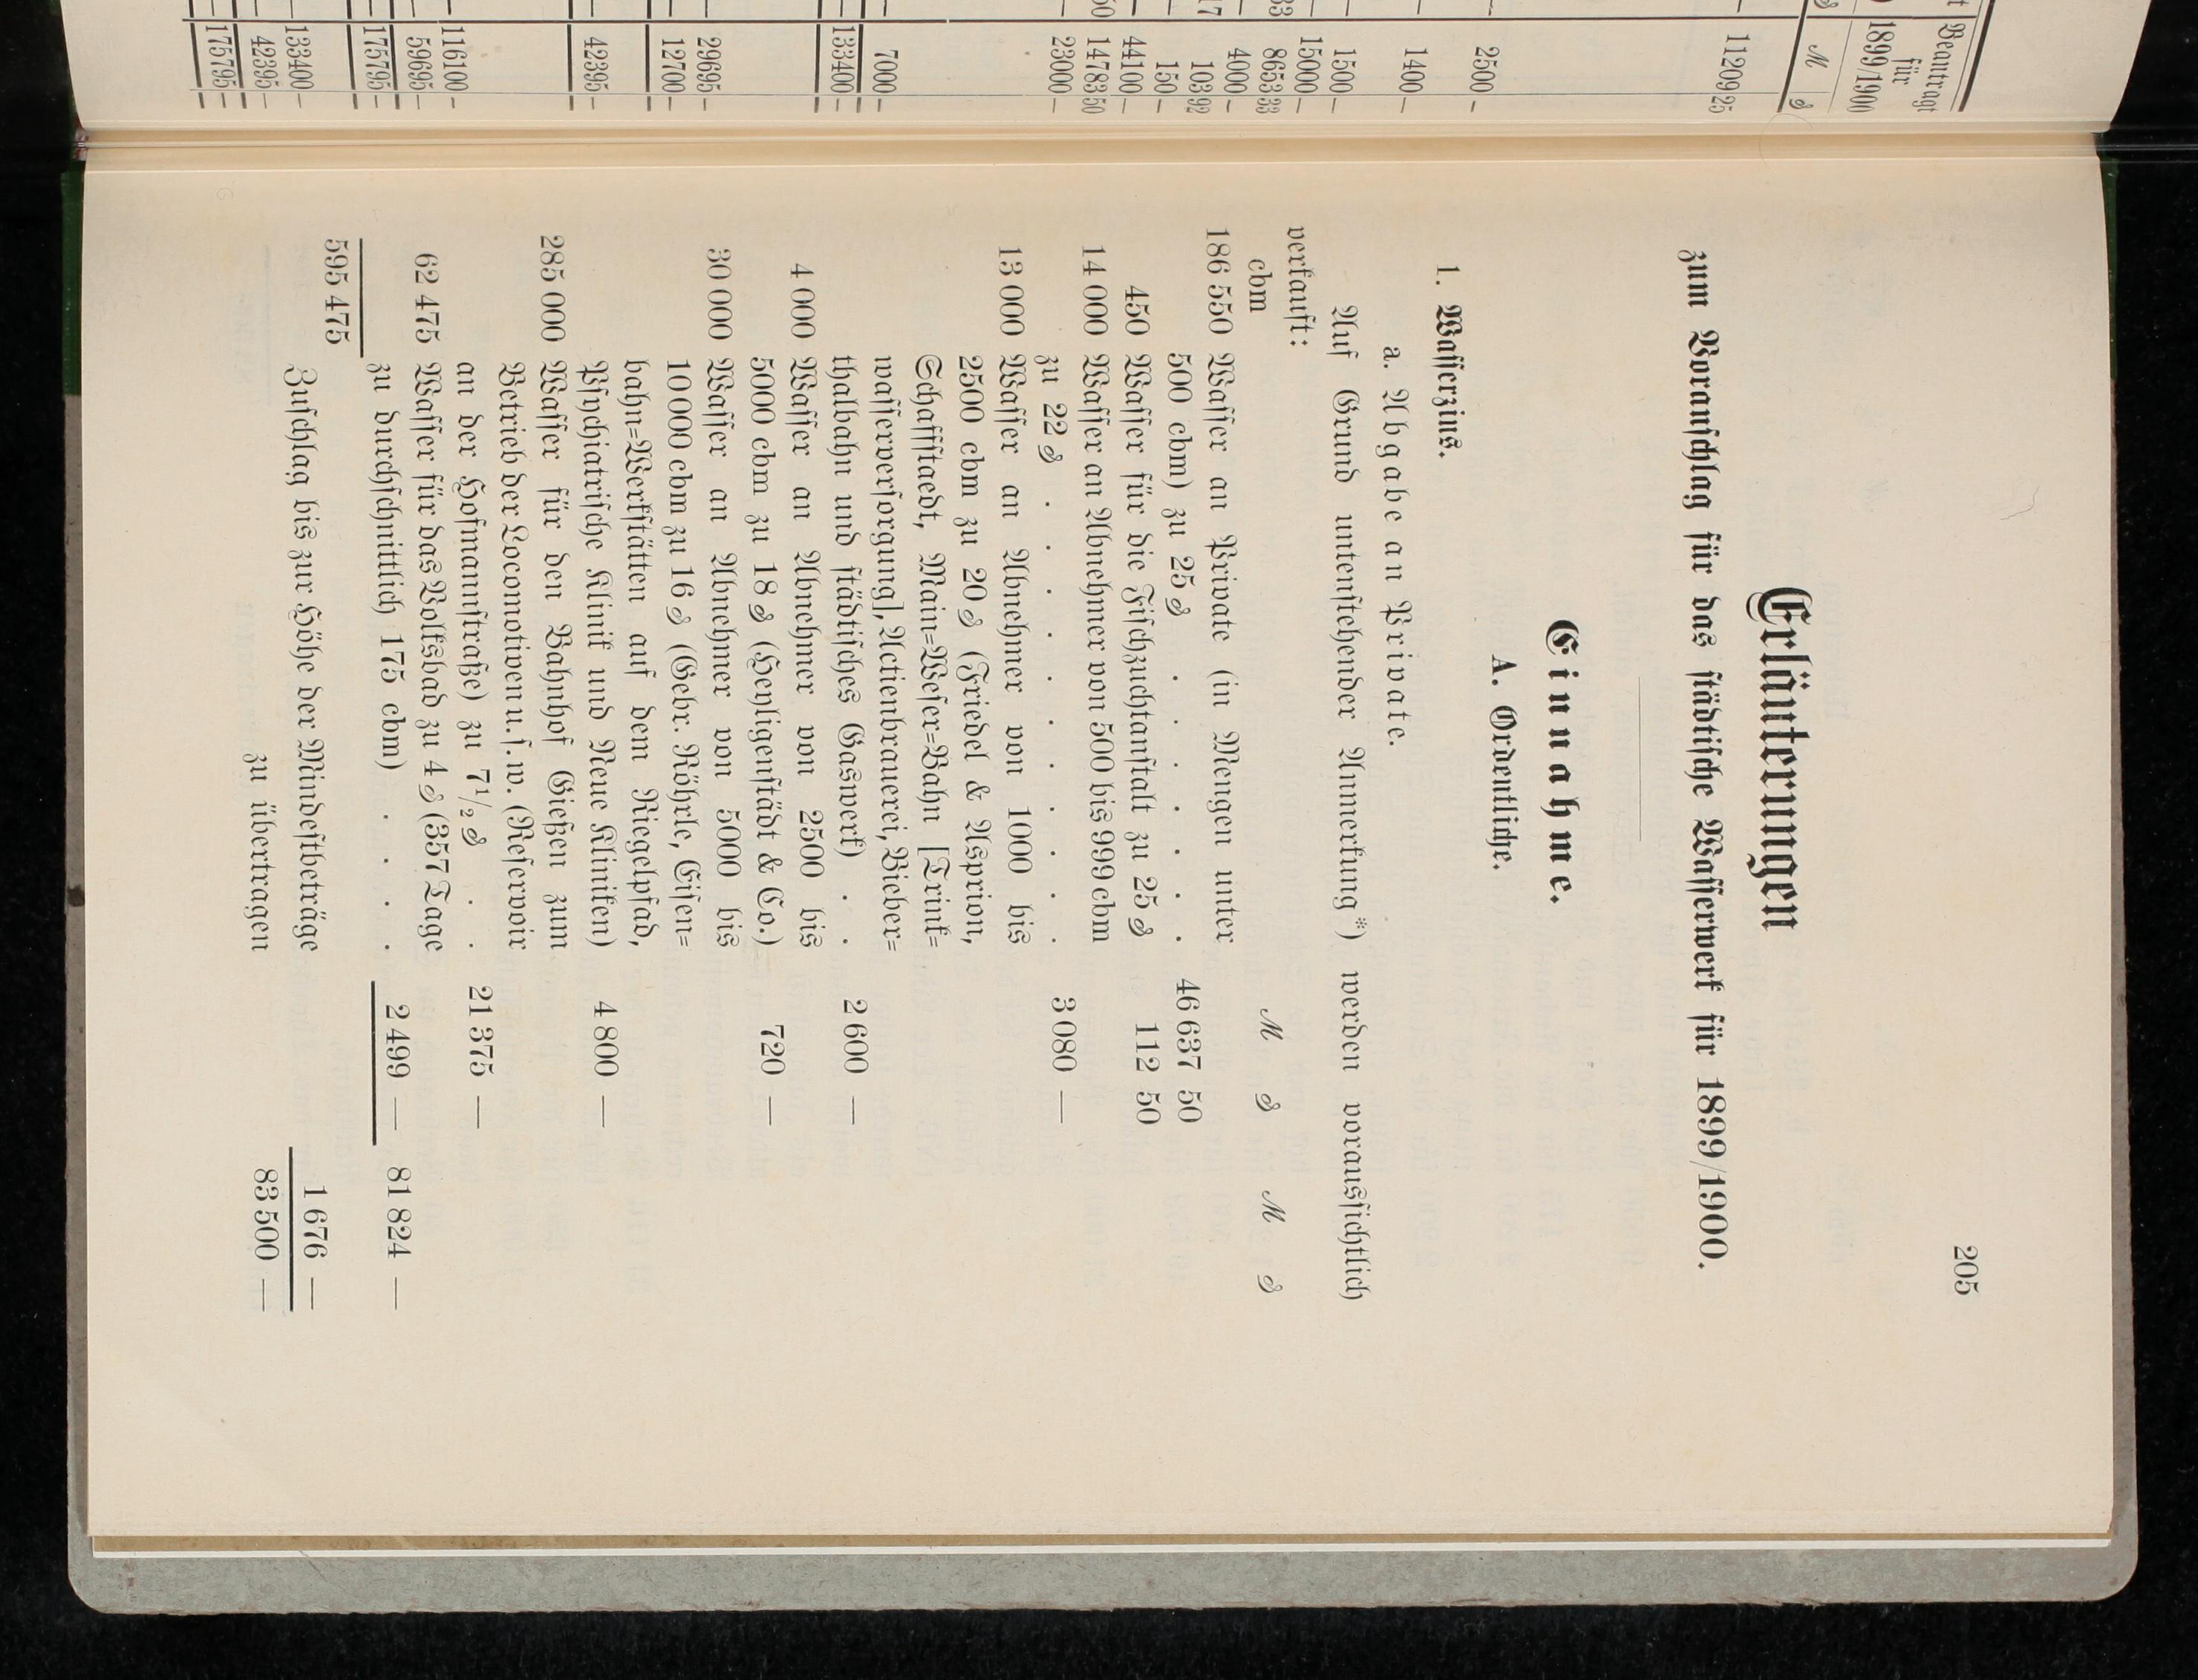 Beantragt
für
1899/1900
ℳ ₰
11209 25
2500 —
1400 —
1500 —
15000 —
8653 33
4000 —
103 92
150 —
44100 —
1478 50
23000 —
7000 —
133400 —
29695 —
12700 —
42395 —
116100 —
59695 —
175795 —
133400 —
42395 —
175795 —
205
Erläuterungen
zum Voranſchlag für das ſtädtiſche Waſſerwerk für 1899/1900.
Einnahme.
A. Ordentliche.
1. Waſſerzins.
a. Abgabe an Private.
Auf Grund untenſtehender Anmerkung*) werden vorausſichtlich
verkauft:
cbm ℳ ₰ ℳ ₰
186 550 Waſſer an Private (in Mengen unter
500 cbm) zu 25 ₰ . . . . . . 46 637 50
450 Waſſer für die Fiſchzuchtanſtalt zu 25 ₰ 112 50
14 000 Waſſer an Abnehmer von 500 bis 999 cbm
zu 22 ₰ . . . . . . . . . . . 3 080 —
13 000 Waſſer an Abnehmer von 1000 bis
2500 cbm zu 20 ₰ (Friedel & Asprion,
Schaffſtaedt, Main=Weſer=Bahn [Trink=
waſſerverſorgung], Actienbrauerei, Bieber=
thalbahn und ſtädtiſches Gaswerk) . . 2 600 —
4 000 Waſſer an Abnehmer von 2500 bis
5000 cbm zu 18 ₰ (Heyligenſtädt & Co.) 720 —
30 000 Waſſer an Abnehmer von 5000 bis
10 000 cbm zu 16 ₰ (Gebr. Röhrle, Eiſen=
bahn=Werkſtätten auf dem Riegelpfad,
Pſychiatriſche Klinik und Neue Kliniken) 4 800 —
285 000 Waſſer für den Bahnhof Gießen zum
Betrieb der Locomotiven u. ſ. w. (Reſervoir
an der Hofmannſtraße) zu 7½ ₰ . . 21 375 —
62 475 Waſſer für das Volksbad zu 4 ₰ (357 Tage
zu durchſchnittlich 175 cbm) . . . . 2 499 — 81 824 —
595 475
Zuſchlag bis zur Höhe der Mindeſtbeträge 1 676 —
zu übertragen 83 500 —